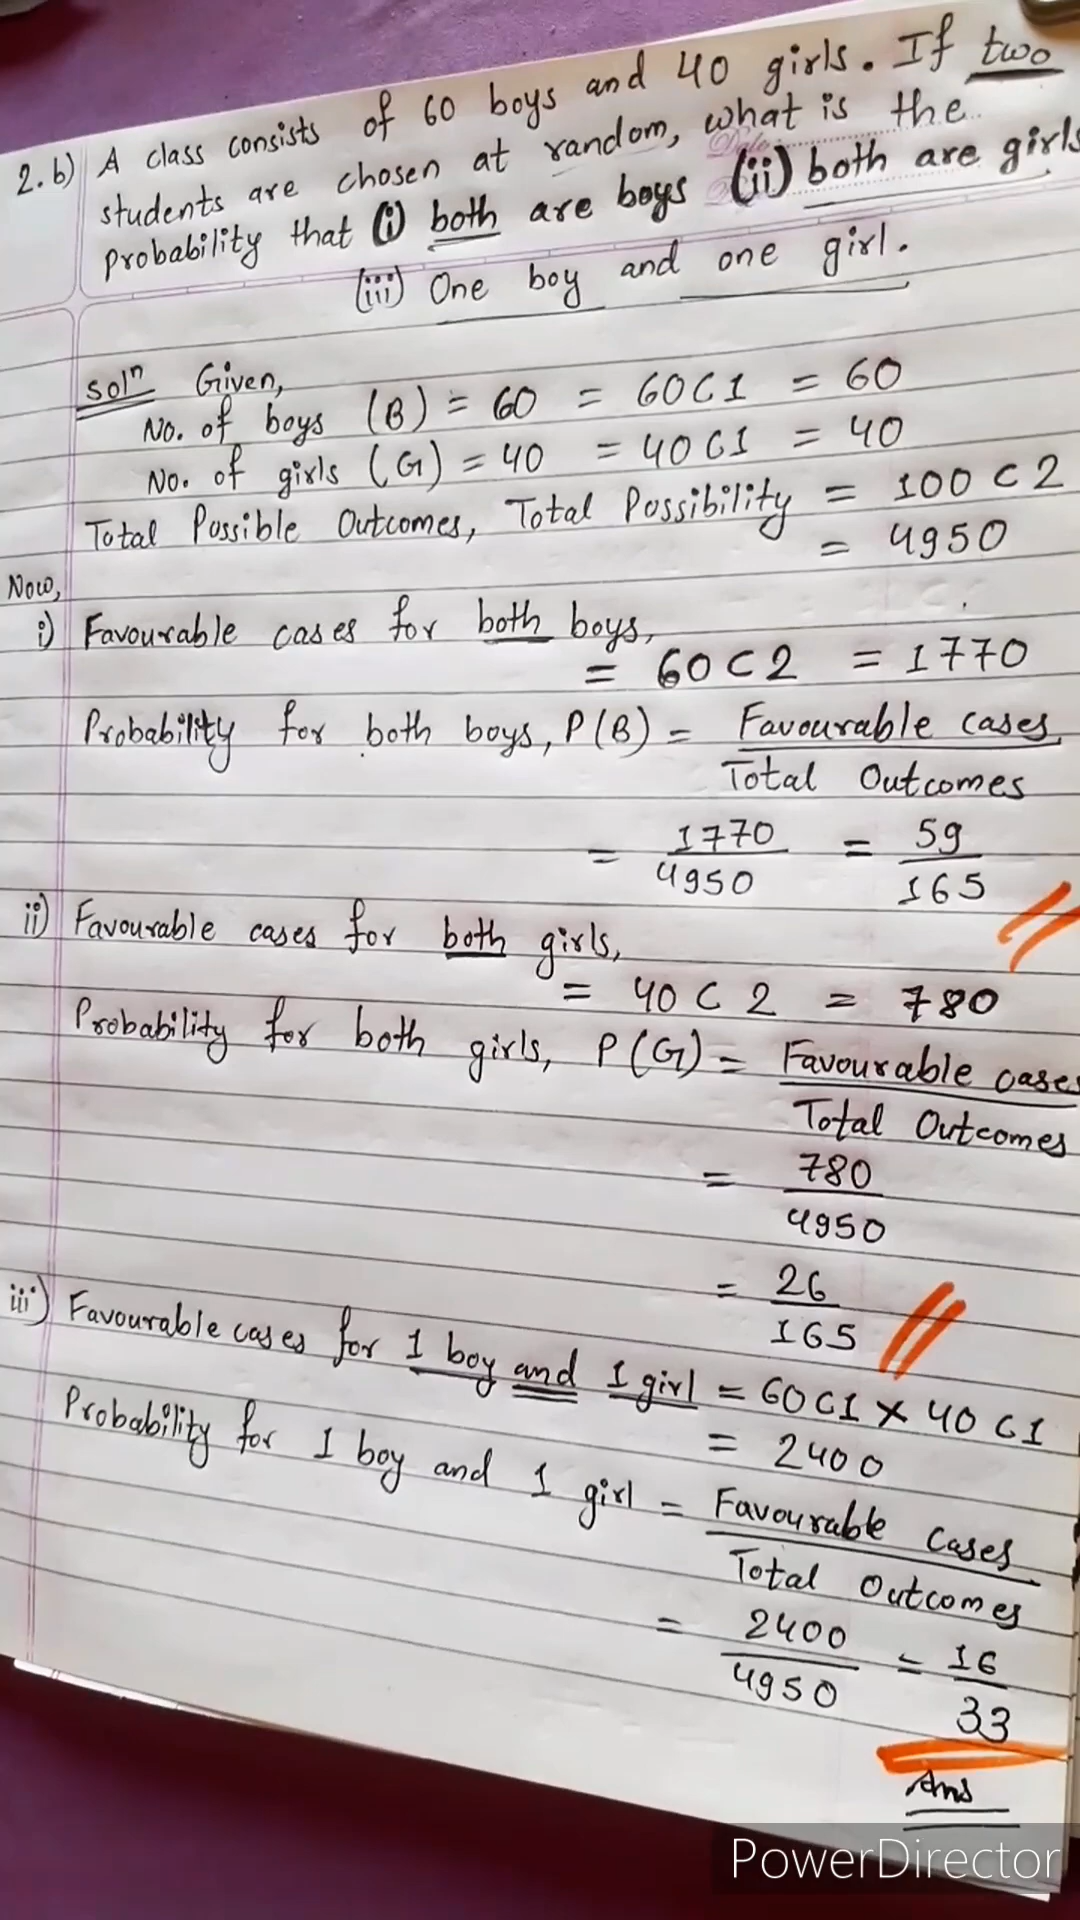 2. b) A class consists of 60 boys and 40 girls. If two
students are chosen at random, what is the
probability that (i) both are boys (ii) both are girls
(iii) One boy and one girl.
Solⁿ Given,
No. of boys (B) = 60 = 60C1 = 60
No. of girls (G) = 40 = 40C1 = 40
Total Possible Outcomes, Total Possibility = 100C2
= 4950
Now,
i) Favourable cases for both boys,
= 60C2 = 1770
Probability for both boys, P(B) = Favourable cases
Total Outcomes
= 1770 = 59
4950 165
ii) Favourable cases for both girls,
= 40C2 = 780
Probability for both girls, P(G) = Favourable cases
Total Outcomes
= 780
4950
= 26
165
iii) Favourable cases for 1 boy and 1 girl = 60C1 × 40C1
= 2400
Probability for 1 boy and 1 girl = Favourable Cases
Total Outcomes
= 2400 = 16
4950 33
Ans
PowerDirector